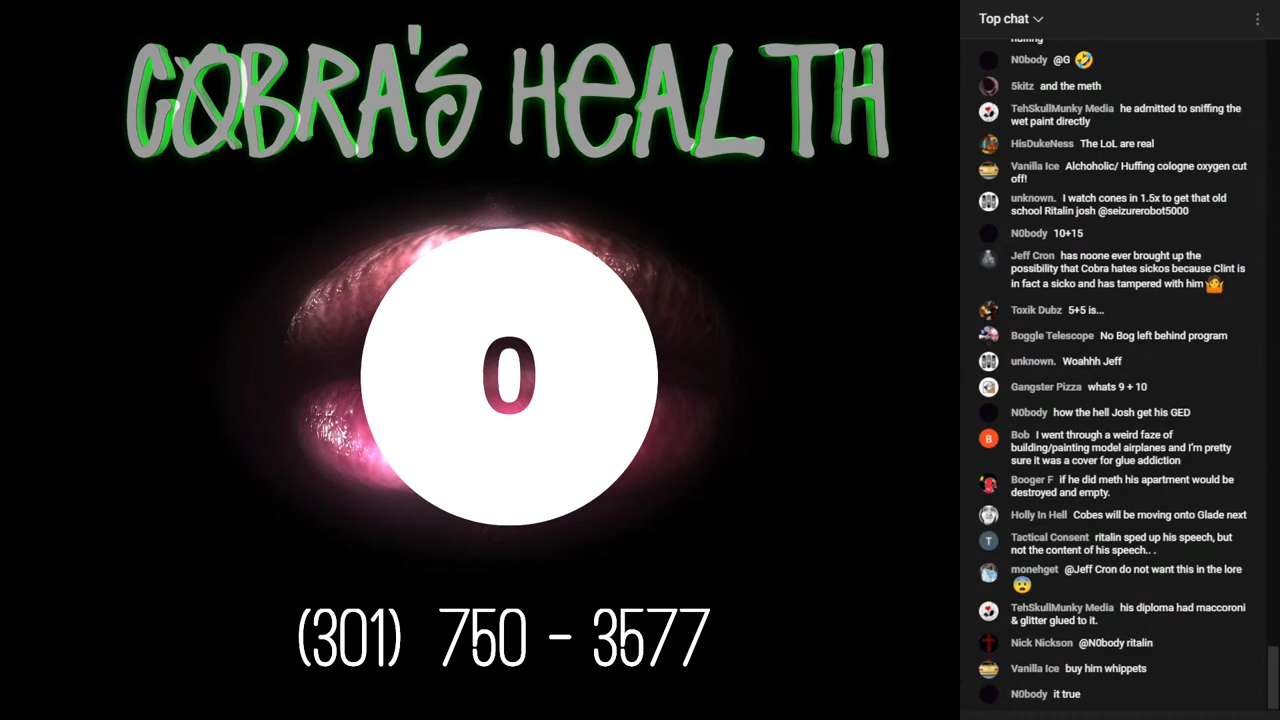 COBRA'S HEALTH
0
(301) 750 - 3577
Top chat
huffing
N0body @G 🤣
5kitz and the meth
TehSkullMunky Media he admitted to sniffing the
wet paint directly
HisDukeNess The LoL are real
Vanilla Ice Alchoholic/ Huffing cologne oxygen cut
off!
unknown. I watch cones in 1.5x to get that old
school Ritalin josh @seizurerobot5000
N0body 10+15
Jeff Cron has noone ever brought up the
possibility that Cobra hates sickos because Clint is
in fact a sicko and has tampered with him 🤷
Toxik Dubz 5+5 is...
Boggle Telescope No Bog left behind program
unknown. Woahhh Jeff
Gangster Pizza whats 9 + 10
N0body how the hell Josh get his GED
B
Bob I went through a weird faze of
building/painting model airplanes and I'm pretty
sure it was a cover for glue addiction
Booger F if he did meth his apartment would be
destroyed and empty.
Holly In Hell Cobes will be moving onto Glade next
T
Tactical Consent ritalin sped up his speech, but
not the content of his speech.. .
monehget @Jeff Cron do not want this in the lore
😨
TehSkullMunky Media his diploma had maccoroni
& glitter glued to it.
Nick Nickson @N0body ritalin
Vanilla Ice buy him whippets
N0body it true